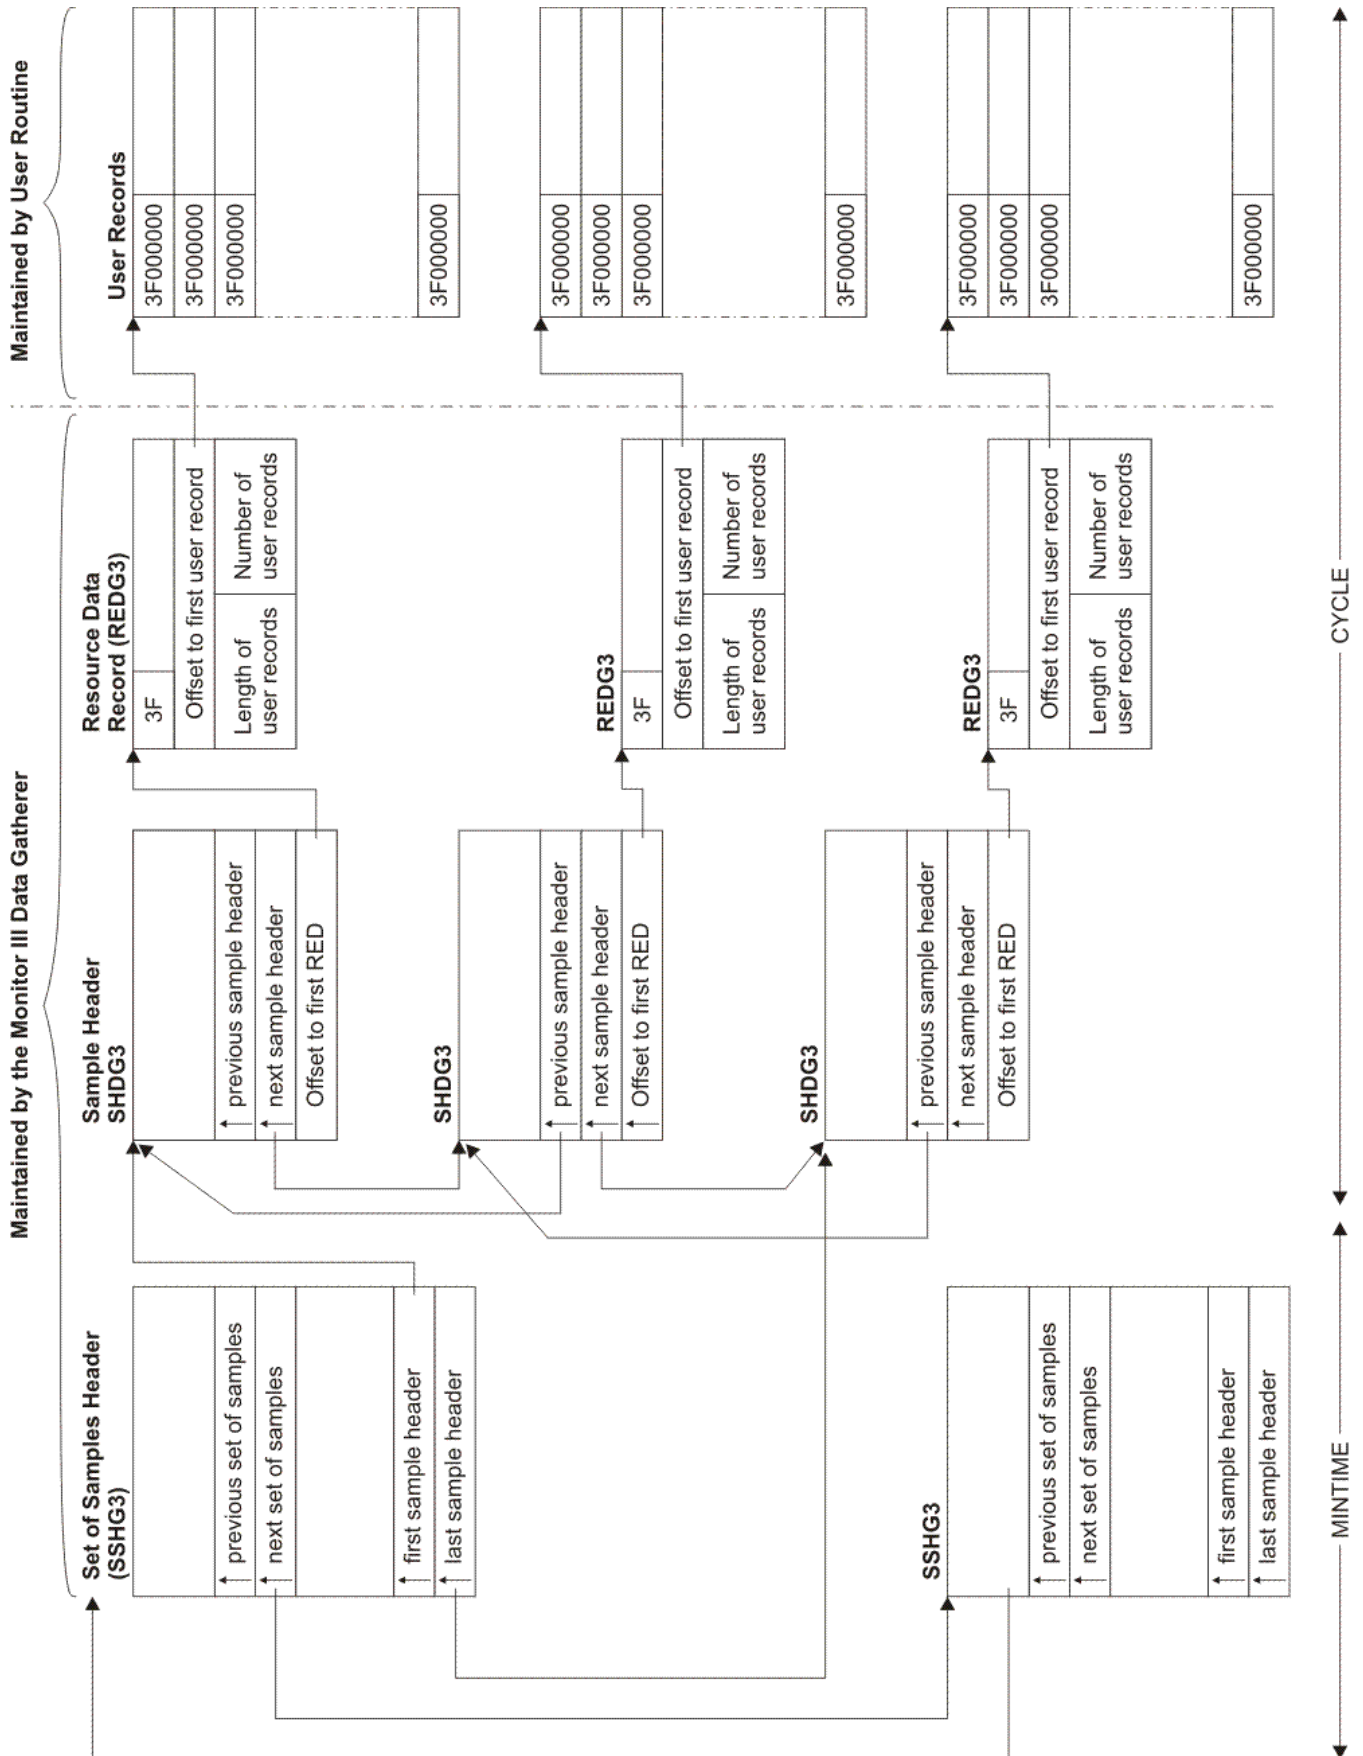 Maintained by the Monitor III Data Gatherer
Maintained by User Routine
Set of Samples Header
(SSHG3)
↑ previous set of samples
↑ next set of samples
↑ first sample header
↑ last sample header
Sample Header
SHDG3
↑ previous sample header
↑ next sample header
Offset to first RED
Resource Data
Record (REDG3)
3F
Offset to first user record
Length of
user records
Number of
user records
User Records
3F000000
3F000000
3F000000
3F000000
SHDG3
↑ previous sample header
↑ next sample header
↑ Offset to first RED
REDG3
3F
Offset to first user record
Length of
user records
Number of
user records
3F000000
3F000000
3F000000
3F000000
SHDG3
↑ previous sample header
↑ next sample header
Offset to first RED
REDG3
3F
Offset to first user record
Length of
user records
Number of
user records
3F000000
3F000000
3F000000
3F000000
SSHG3
↑ previous set of samples
↑ next set of samples
↑ first sample header
↑ last sample header
MINTIME
CYCLE